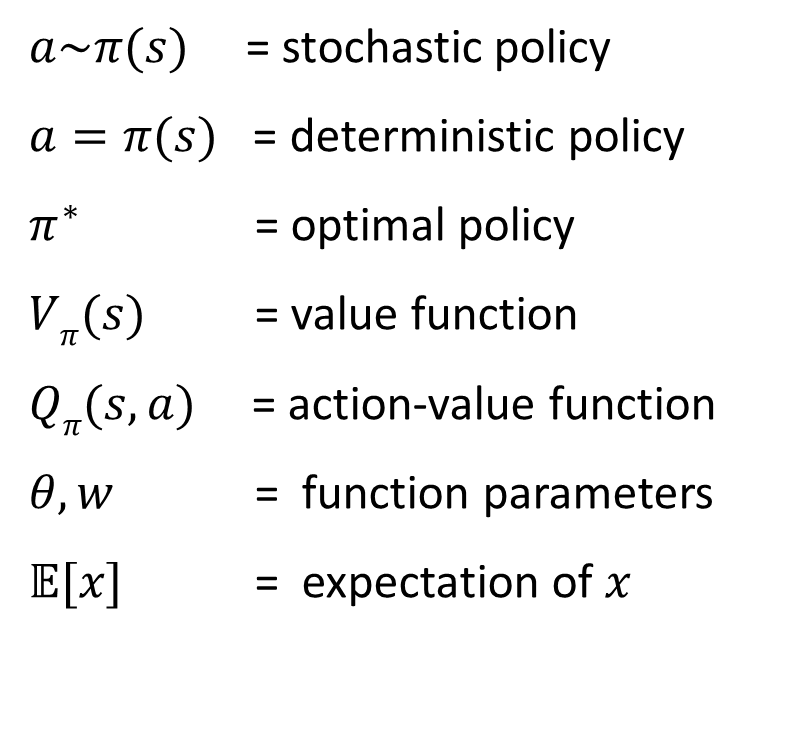 𝑎~𝜋(𝑠) = stochastic policy
𝑎 = 𝜋(𝑠) = deterministic policy
𝜋* = optimal policy
𝑉_𝜋(𝑠) = value function
𝑄_𝜋(𝑠, 𝑎) = action-value function
𝜃, 𝑤 = function parameters
𝔼[𝑥] = expectation of 𝑥